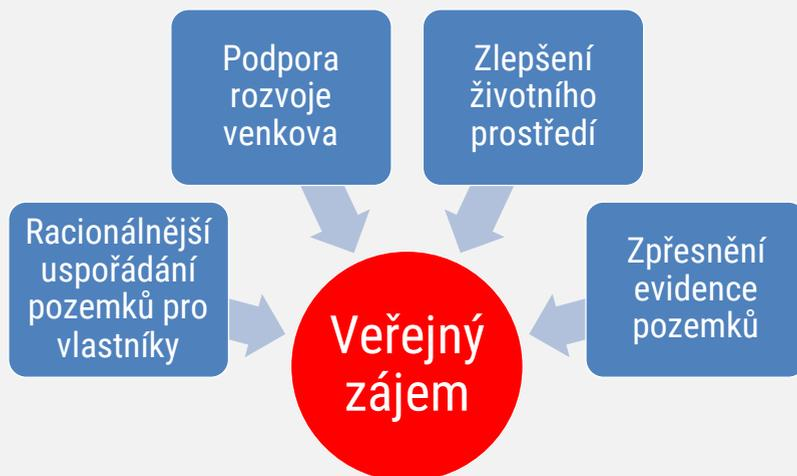 Podpora
rozvoje
venkova
Zlepšení
životního
prostředí
Racionálnější
uspořádání
pozemků pro
vlastníky
Zpřesnění
evidence
pozemků
Veřejný
zájem